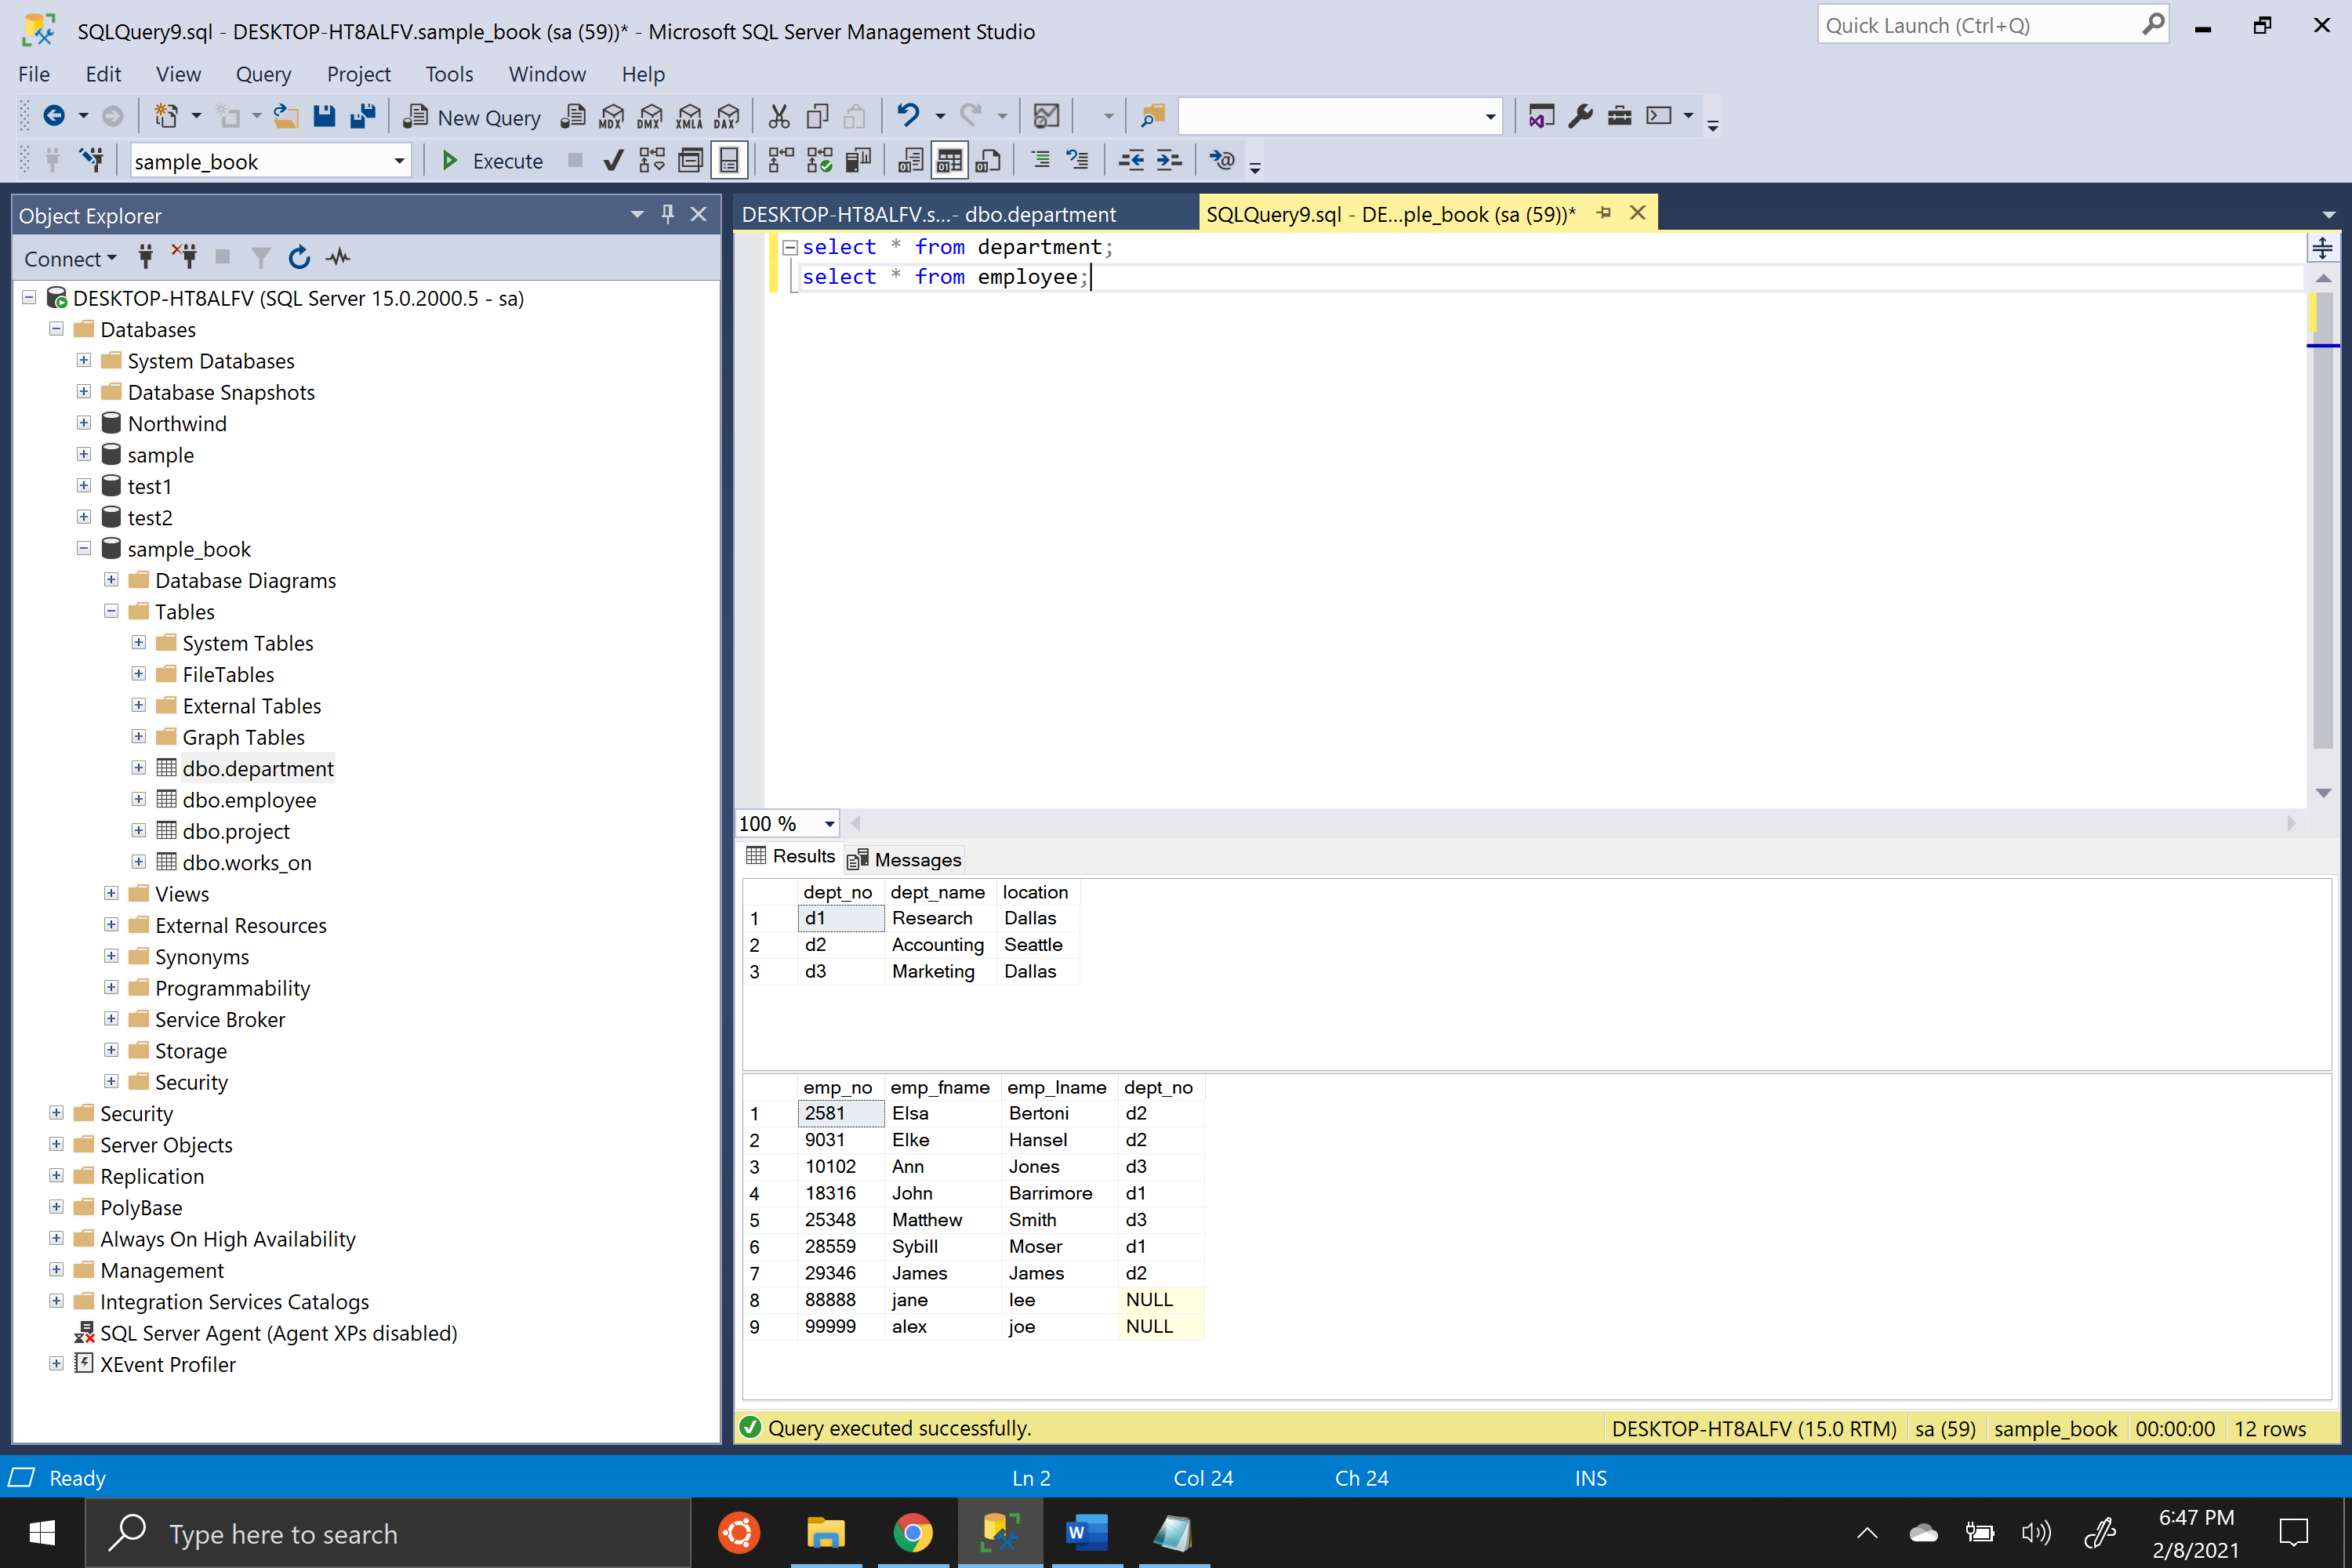 SQLQuery9.sql - DESKTOP-HT8ALFV.sample_book (sa (59))* - Microsoft SQL Server Management Studio
Quick Launch (Ctrl+Q)
File Edit View Query Project Tools Window Help
New Query MDX DMX XMLA DAX
sample_book Execute
Object Explorer
Connect
DESKTOP-HT8ALFV (SQL Server 15.0.2000.5 - sa)
Databases
System Databases
Database Snapshots
Northwind
sample
test1
test2
sample_book
Database Diagrams
Tables
System Tables
FileTables
External Tables
Graph Tables
dbo.department
dbo.employee
dbo.project
dbo.works_on
Views
External Resources
Synonyms
Programmability
Service Broker
Storage
Security
Security
Server Objects
Replication
PolyBase
Always On High Availability
Management
Integration Services Catalogs
SQL Server Agent (Agent XPs disabled)
XEvent Profiler
DESKTOP-HT8ALFV.s...- dbo.department
SQLQuery9.sql - DE...ple_book (sa (59))*
select * from department;
select * from employee;
100 %
Results Messages
dept_no dept_name location
1 d1 Research Dallas
2 d2 Accounting Seattle
3 d3 Marketing Dallas
emp_no emp_fname emp_lname dept_no
1 2581 Elsa Bertoni d2
2 9031 Elke Hansel d2
3 10102 Ann Jones d3
4 18316 John Barrimore d1
5 25348 Matthew Smith d3
6 28559 Sybill Moser d1
7 29346 James James d2
8 88888 jane lee NULL
9 99999 alex joe NULL
Query executed successfully. DESKTOP-HT8ALFV (15.0 RTM) sa (59) sample_book 00:00:00 12 rows
Ready Ln 2 Col 24 Ch 24 INS
Type here to search
6:47 PM
2/8/2021